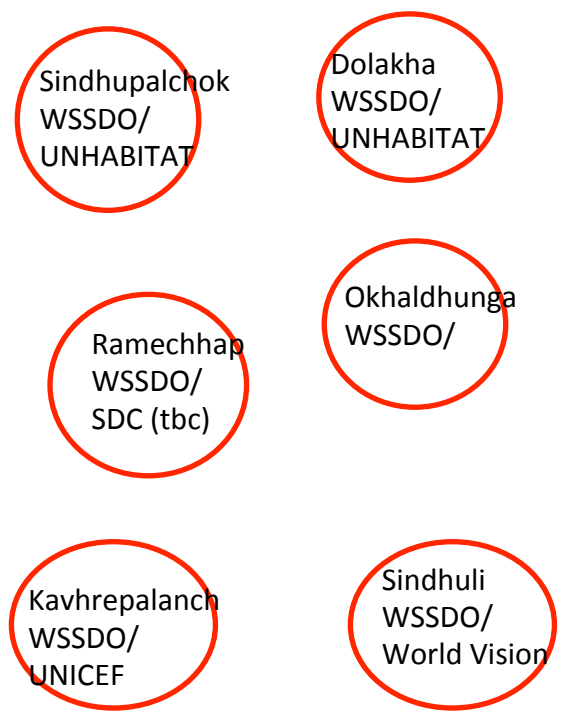 Sindhupalchok
WSSDO/
UNHABITAT
Dolakha
WSSDO/
UNHABITAT
Ramechhap
WSSDO/
SDC (tbc)
Okhaldhunga
WSSDO/
Kavhrepalanch
WSSDO/
UNICEF
Sindhuli
WSSDO/
World Vision